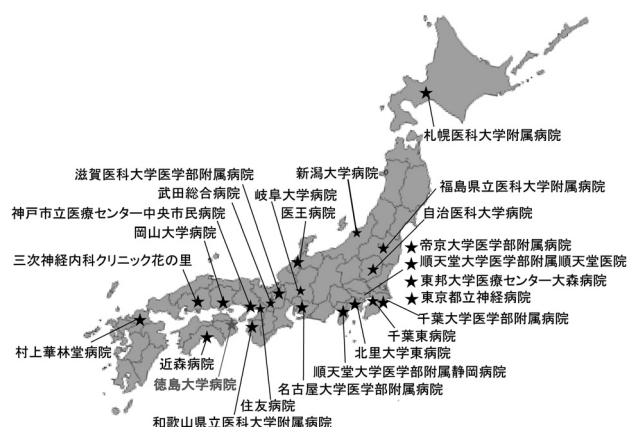 札幌医科大学附属病院
滋賀医科大学医学部附属病院
新潟大学病院
武田総合病院
岐阜大学病院
福島県立医科大学附属病院
神戸市立医療センター中央市民病院
医王病院
自治医科大学病院
岡山大学病院
帝京大学医学部附属病院
順天堂大学医学部附属順天堂医院
三次神経内科クリニック花の里
東邦大学医療センター大森病院
東京都立神経病院
千葉大学医学部附属病院
千葉東病院
村上華林堂病院
近森病院
北里大学東病院
順天堂大学医学部附属静岡病院
徳島大学病院
名古屋大学医学部附属病院
住友病院
和歌山県立医科大学附属病院